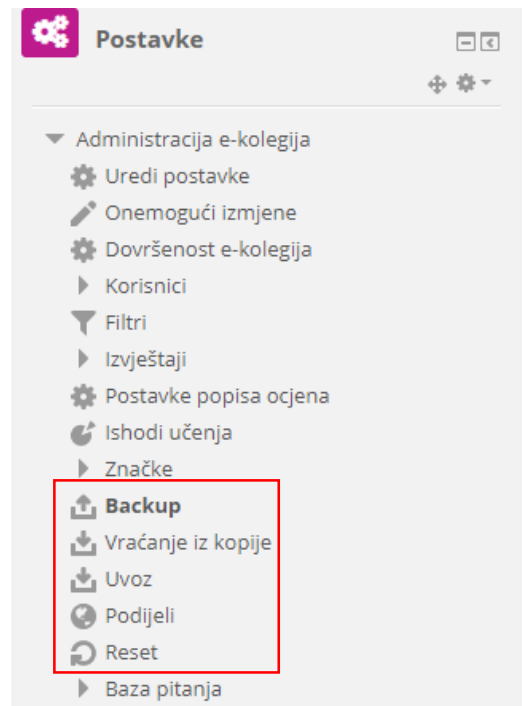 Postavke
Administracija e-kolegija
Uredi postavke
Onemogući izmjene
Dovršenost e-kolegija
Korisnici
Filtri
Izvještaji
Postavke popisa ocjena
Ishodi učenja
Značke
Backup
Vraćanje iz kopije
Uvoz
Podijeli
Reset
Baza pitanja